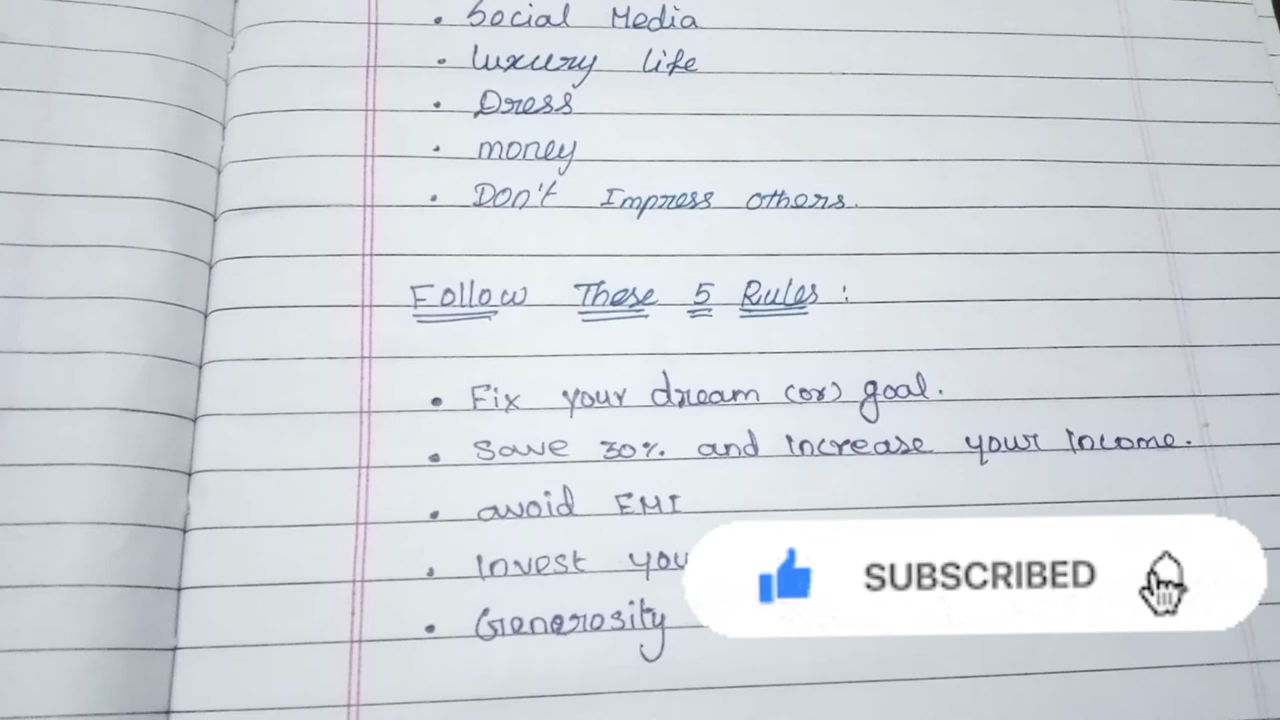 • Social Media
• Luxury life
• Dress
• money
• Don't Impress others.
Follow These 5 Rules :
• Fix your dream (or) goal.
• Save 30% and increase your income.
• avoid EMI
• Invest
• Generosity
SUBSCRIBED